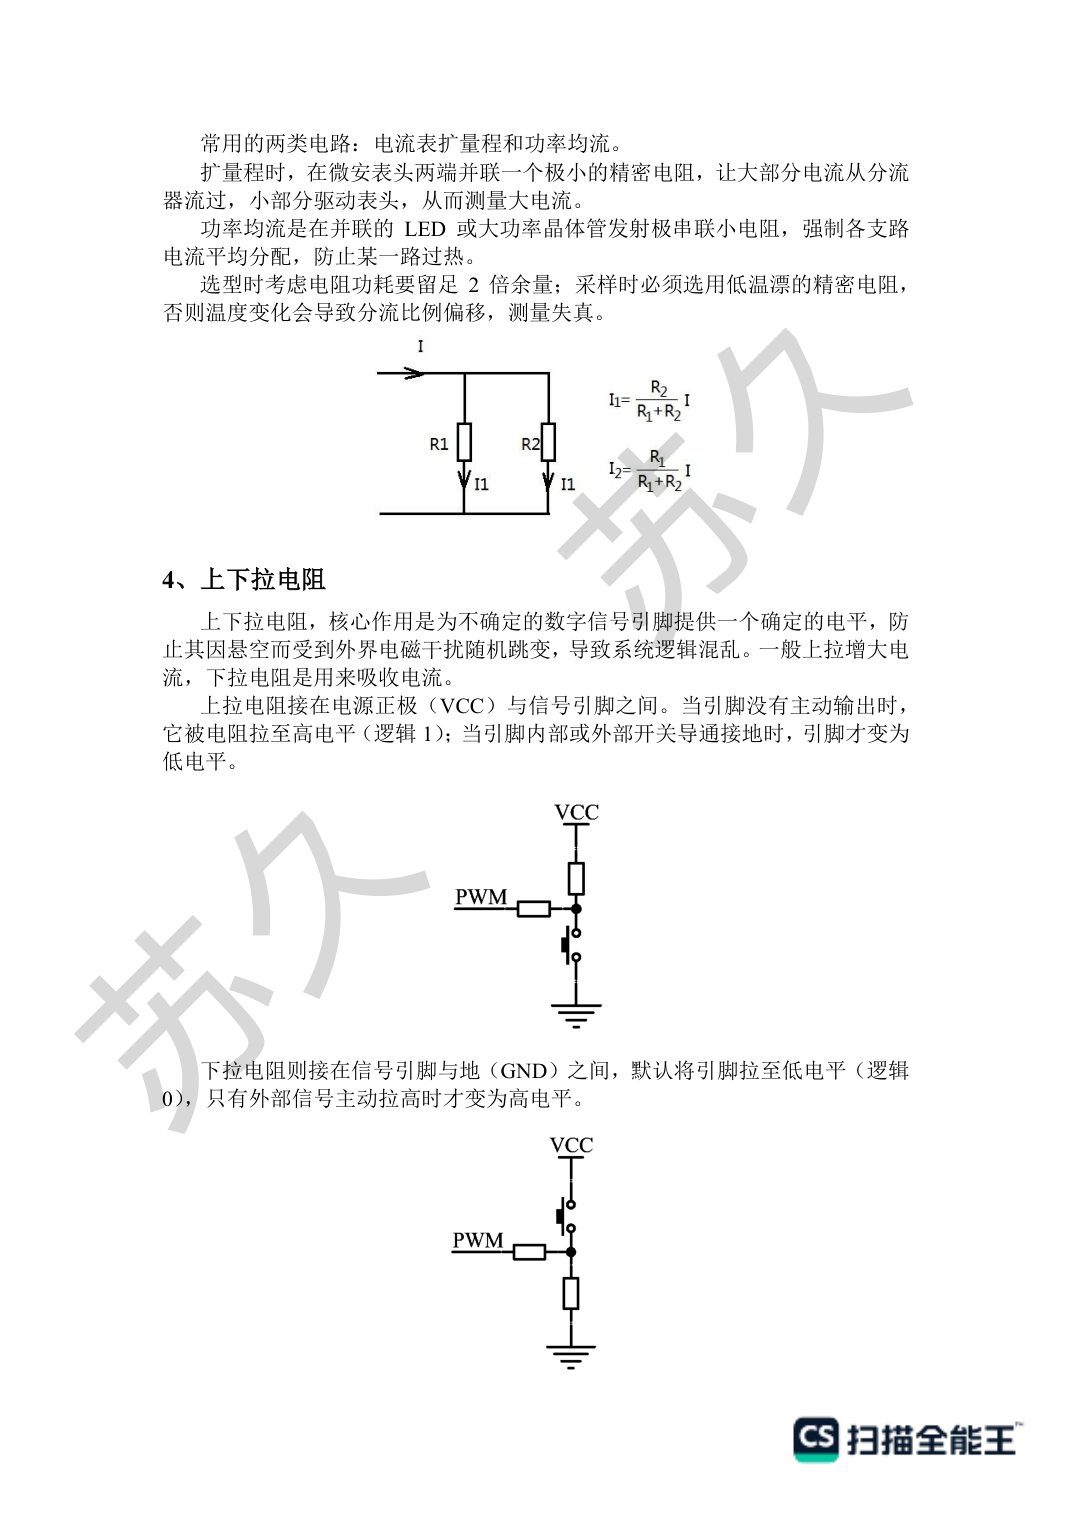 常用的两类电路：电流表扩量程和功率均流。
扩量程时，在微安表头两端并联一个极小的精密电阻，让大部分电流从分流
器流过，小部分驱动表头，从而测量大电流。
功率均流是在并联的 LED 或大功率晶体管发射极串联小电阻，强制各支路
电流平均分配，防止某一路过热。
选型时考虑电阻功耗要留足 2 倍余量；采样时必须选用低温漂的精密电阻，
否则温度变化会导致分流比例偏移，测量失真。
I
R1
R2
I1
I1
I1= R2 / (R1+R2) I
I2= R1 / (R1+R2) I
4、上下拉电阻
上下拉电阻，核心作用是为不确定的数字信号引脚提供一个确定的电平，防
止其因悬空而受到外界电磁干扰随机跳变，导致系统逻辑混乱。一般上拉增大电
流，下拉电阻是用来吸收电流。
上拉电阻接在电源正极（VCC）与信号引脚之间。当引脚没有主动输出时，
它被电阻拉至高电平（逻辑 1）；当引脚内部或外部开关导通接地时，引脚才变为
低电平。
VCC
PWM
下拉电阻则接在信号引脚与地（GND）之间，默认将引脚拉至低电平（逻辑
0），只有外部信号主动拉高时才变为高电平。
VCC
PWM
苏久
苏久
CS 扫描全能王™